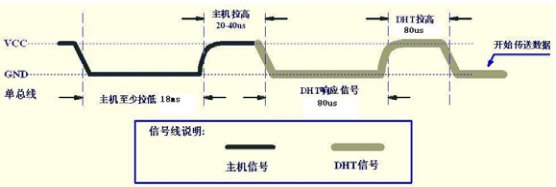 主机拉高
20-40us
DHT拉高
80us
VCC
开始传送数据
GND
单总线
主机至少拉低 18ms
DHT响应信号
80us
信号线说明:
主机信号
DHT信号